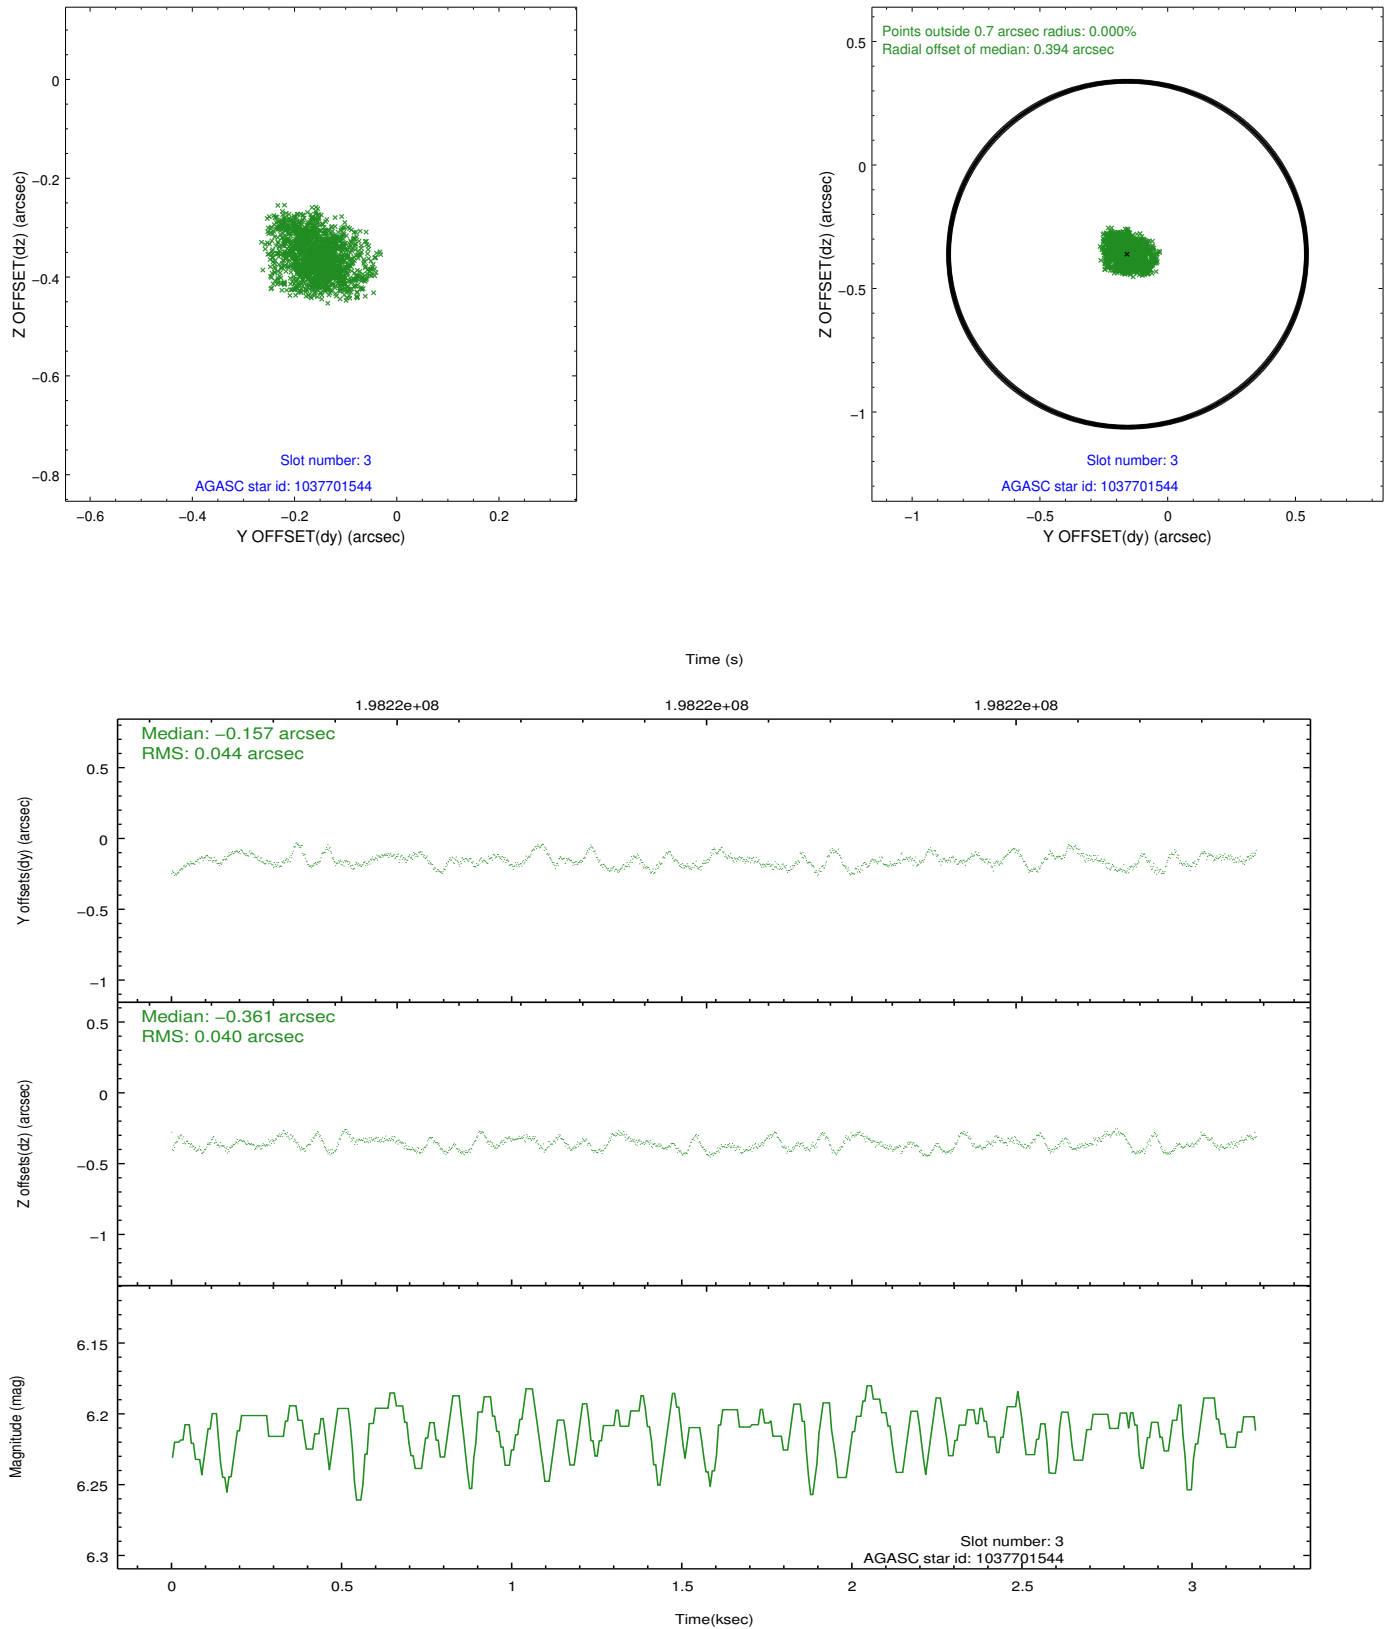 0
−0.2
−0.4
−0.6
−0.8
Z OFFSET(dz) (arcsec)
Slot number: 3
AGASC star id: 1037701544
−0.6
−0.4
−0.2
0
0.2
Y OFFSET(dy) (arcsec)
Points outside 0.7 arcsec radius: 0.000%
Radial offset of median: 0.394 arcsec
0.5
0
−0.5
−1
Z OFFSET(dz) (arcsec)
Slot number: 3
AGASC star id: 1037701544
−1
−0.5
0
0.5
Y OFFSET(dy) (arcsec)
Time (s)
1.9822e+08
1.9822e+08
1.9822e+08
Median: −0.157 arcsec
RMS: 0.044 arcsec
0.5
0
−0.5
−1
Y offsets(dy) (arcsec)
Median: −0.361 arcsec
RMS: 0.040 arcsec
0.5
0
−0.5
−1
Z offsets(dz) (arcsec)
6.15
6.2
6.25
6.3
Magnitude (mag)
Slot number: 3
AGASC star id: 1037701544
0
0.5
1
1.5
2
2.5
3
Time(ksec)